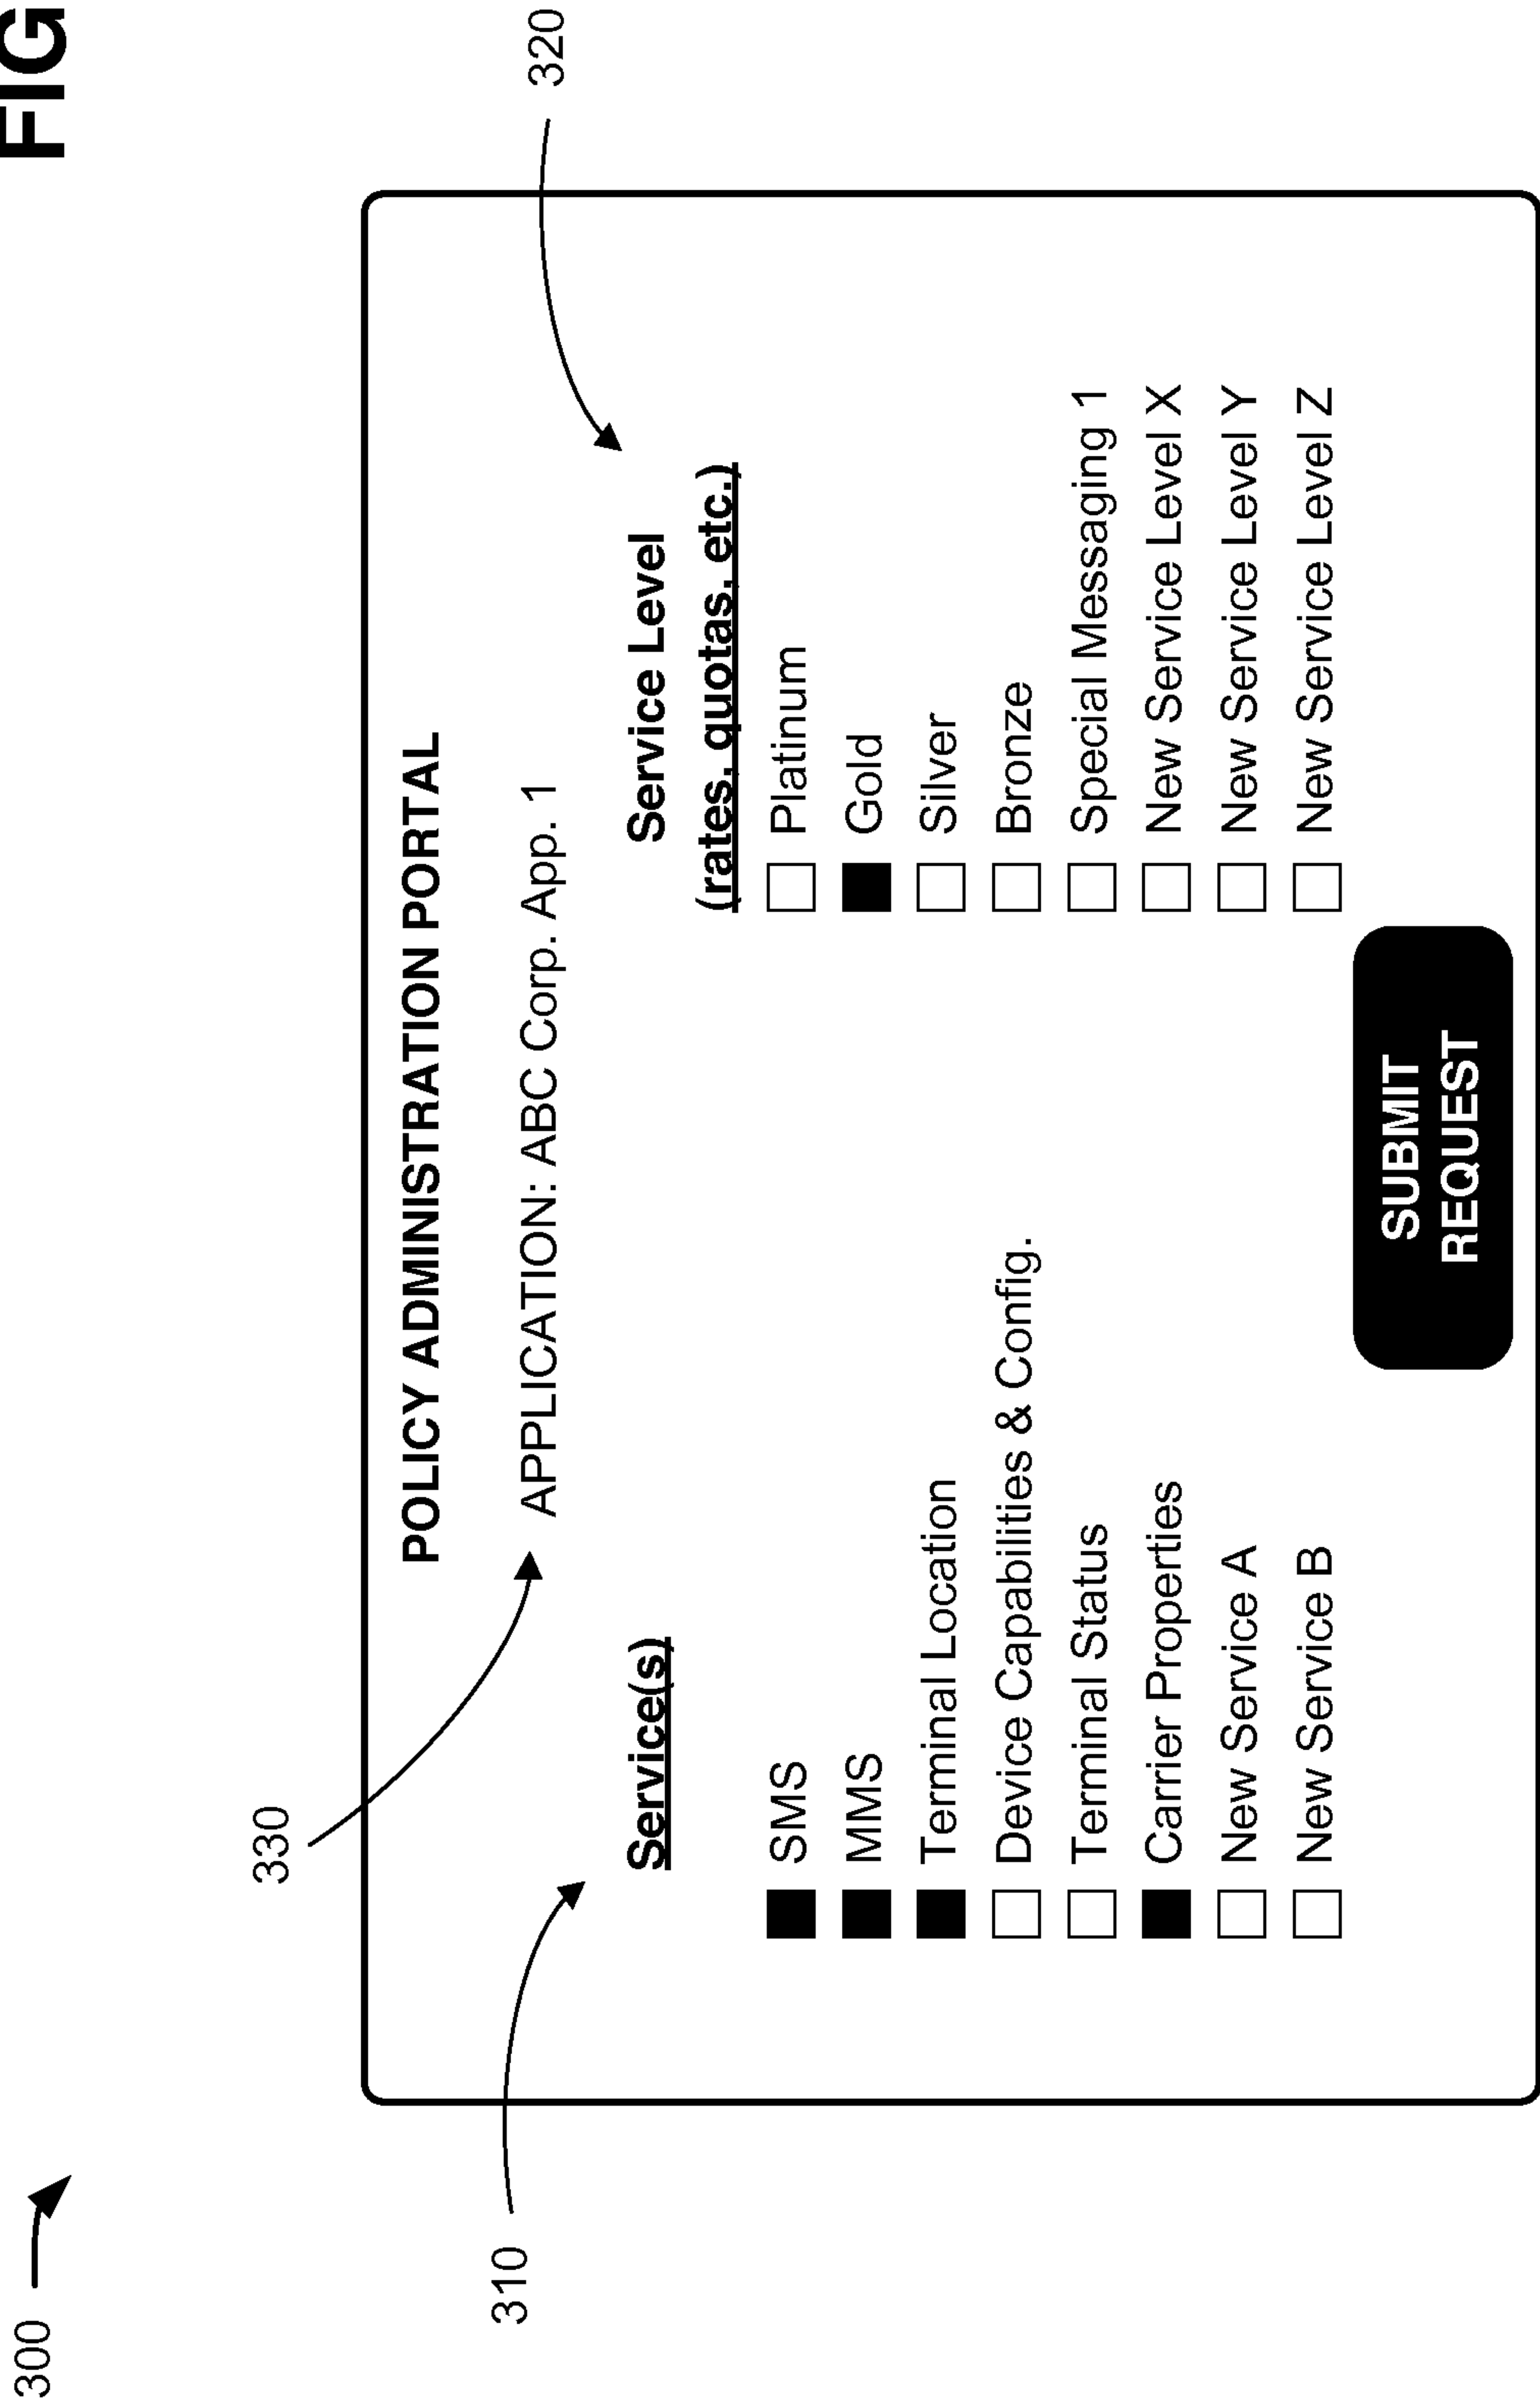 FIG
300
330
310
320
POLICY ADMINISTRATION PORTAL
APPLICATION: ABC Corp. App. 1
Service(s)
SMS
MMS
Terminal Location
Device Capabilities & Config.
Terminal Status
Carrier Properties
New Service A
New Service B
Service Level
(rates, quotas, etc.)
Platinum
Gold
Silver
Bronze
Special Messaging 1
New Service Level X
New Service Level Y
New Service Level Z
SUBMIT
REQUEST